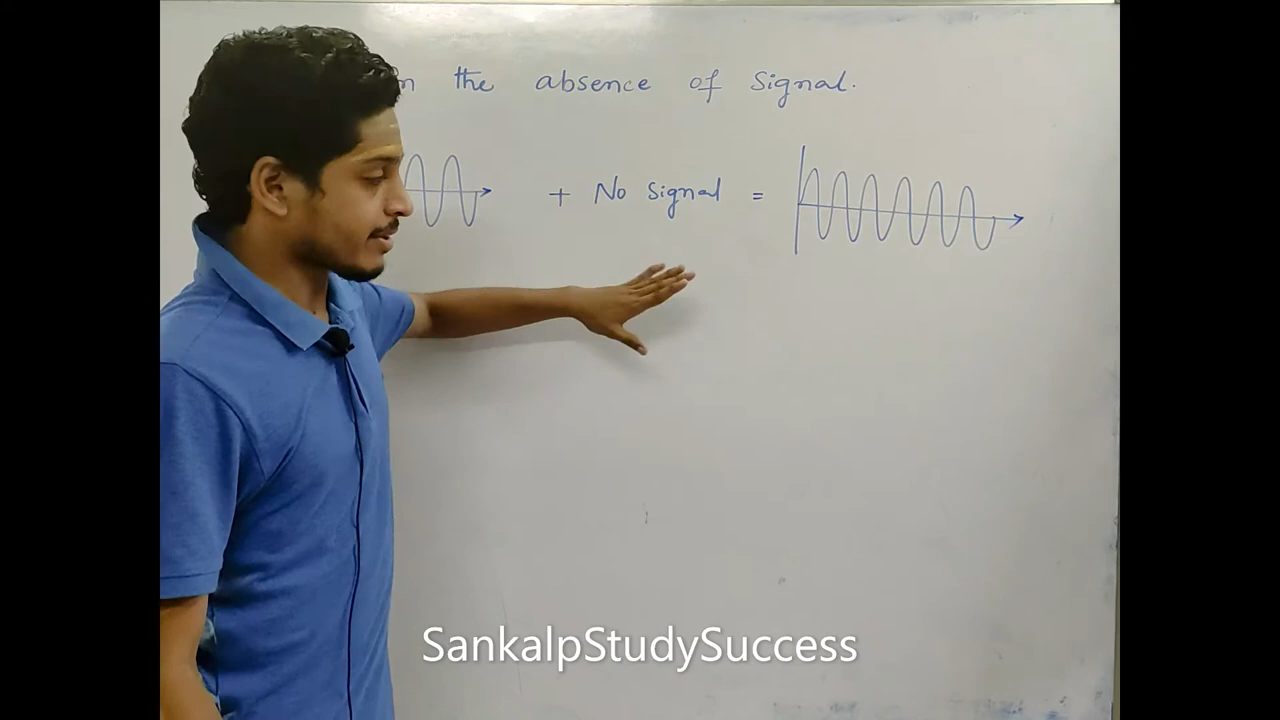 the absence of Signal.
+ No Signal =
SankalpStudySuccess